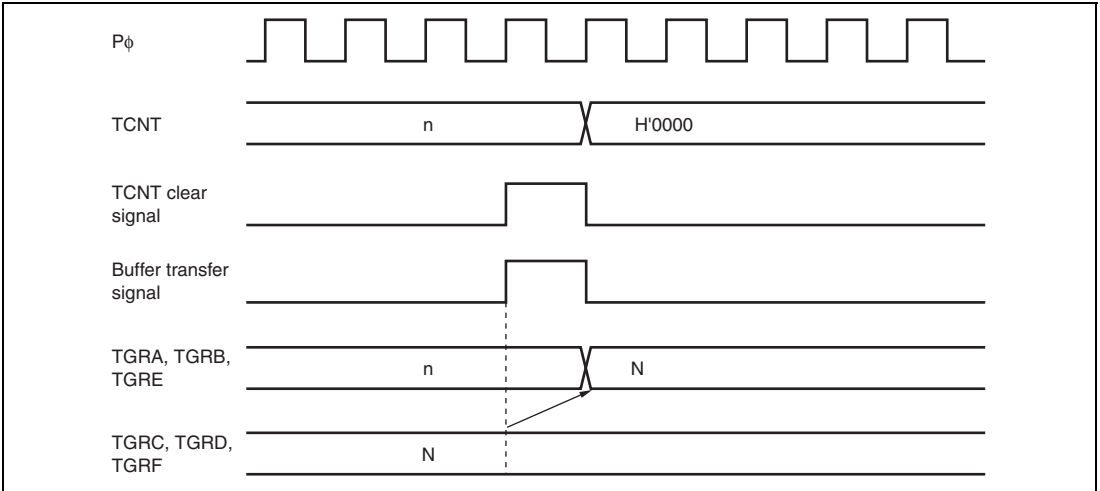 Pϕ
TCNT
n
H'0000
TCNT clear
signal
Buffer transfer
signal
TGRA, TGRB,
TGRE
n
N
TGRC, TGRD,
TGRF
N